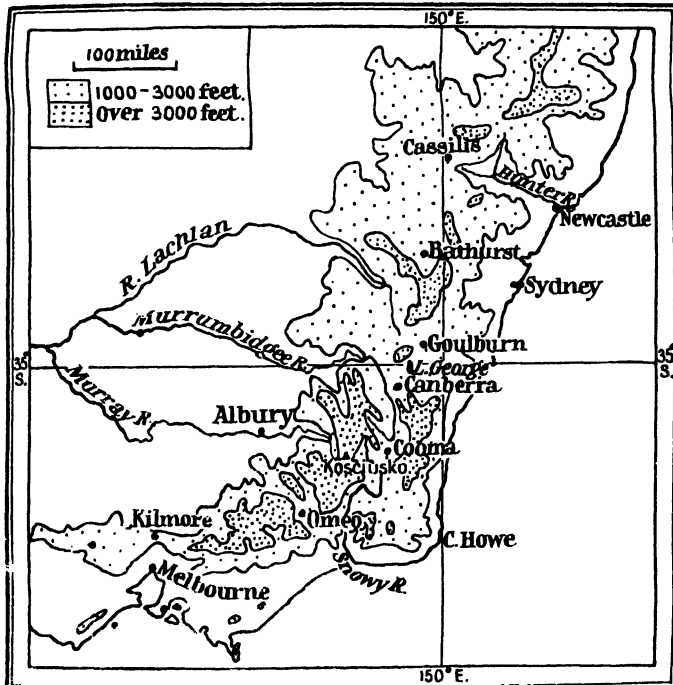 150° E.
100 miles
1000-3000 feet.
Over 3000 feet.
Cassilis
Hunter R.
Newcastle
R. Lachlan
Bathurst
Sydney
Murrumbidgee R.
Goulburn
35
S.
L. George
35
S.
Canberra
Murray R.
Albury
Cooma
Kosciusko
Kilmore
Omeo
C. Howe
Melbourne
Snowy R.
150° E.